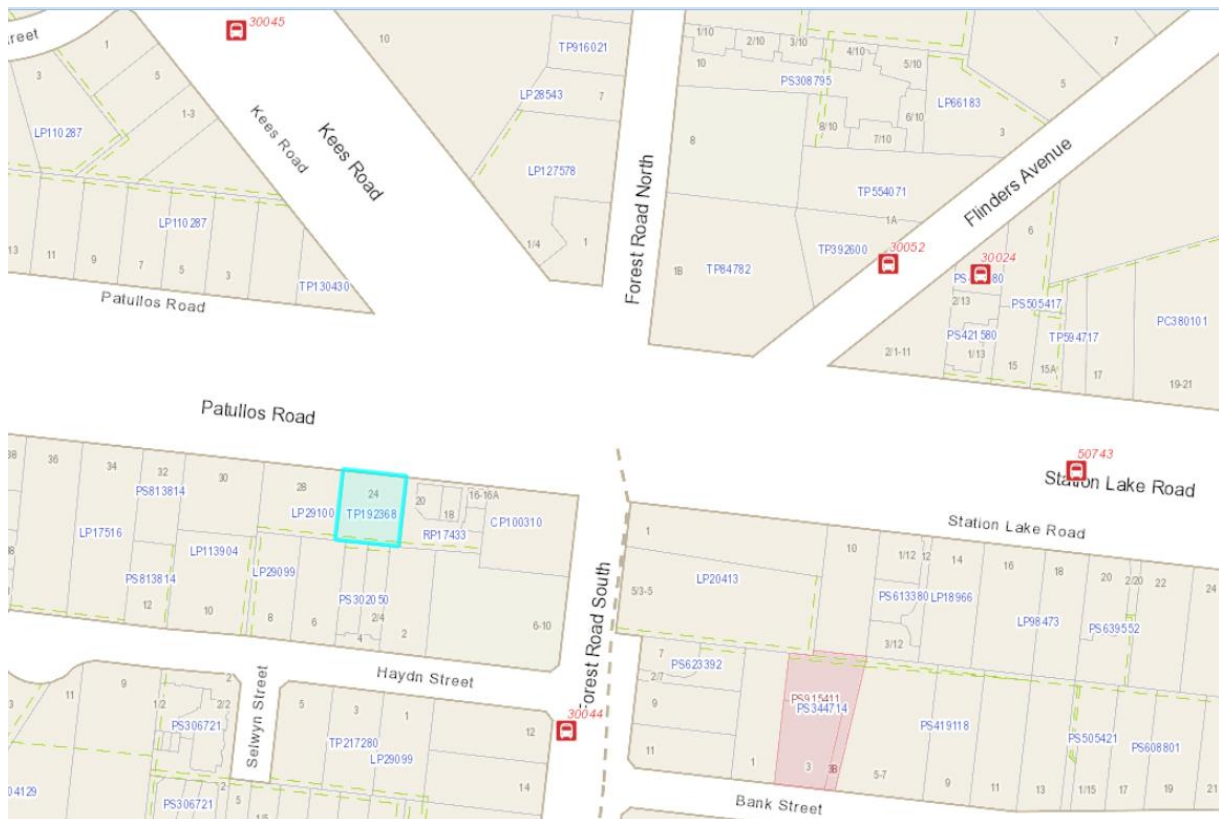 30045
reet
1
3
5
1-3
LP110287
Kees Road
Kees Road
10
TP916021
LP28543
7
LP127578
1/4
1
Forest Road North
1/10
2/10
3/10
4/10
5/10
10
PS308795
6/10
8/10
7/10
LP66183
3
7
5
8
TP554071
1A
TP392600
1B
TP84782
Flinders Avenue
30052
30024
6
2/13
PS505417
PS421580
1/13
TP594717
PC380101
2/1-11
15
15A
17
19-21
LP110287
13
11
9
7
5
3
TP130430
Patullos Road
Patullos Road
38
36
34
32
30
28
24
20
18
16-16A
PS813814
LP29100
TP192368
CP100310
RP17433
LP17516
LP113904
PS813814
LP29099
PS302050
12
10
8
6
4
2/4
2
6-10
50743
Station Lake Road
Station Lake Road
1
5/3-5
LP20413
10
1/12
12
14
16
18
20
2/20
22
24
PS613380
LP18966
LP98473
PS639552
3/12
Forest Road South
Haydn Street
Selwyn Street
30044
11
9
2
1/2
2/2
PS306721
3
5
3
1
TP217280
LP29099
12
14
04129
PS306721
2
5
1/5
7
PS623392
2/7
9
11
1
PS915411
PS344714
3
3B
5-7
PS419118
9
11
13
PS505421
1/15
17
PS608801
19
21
Bank Street